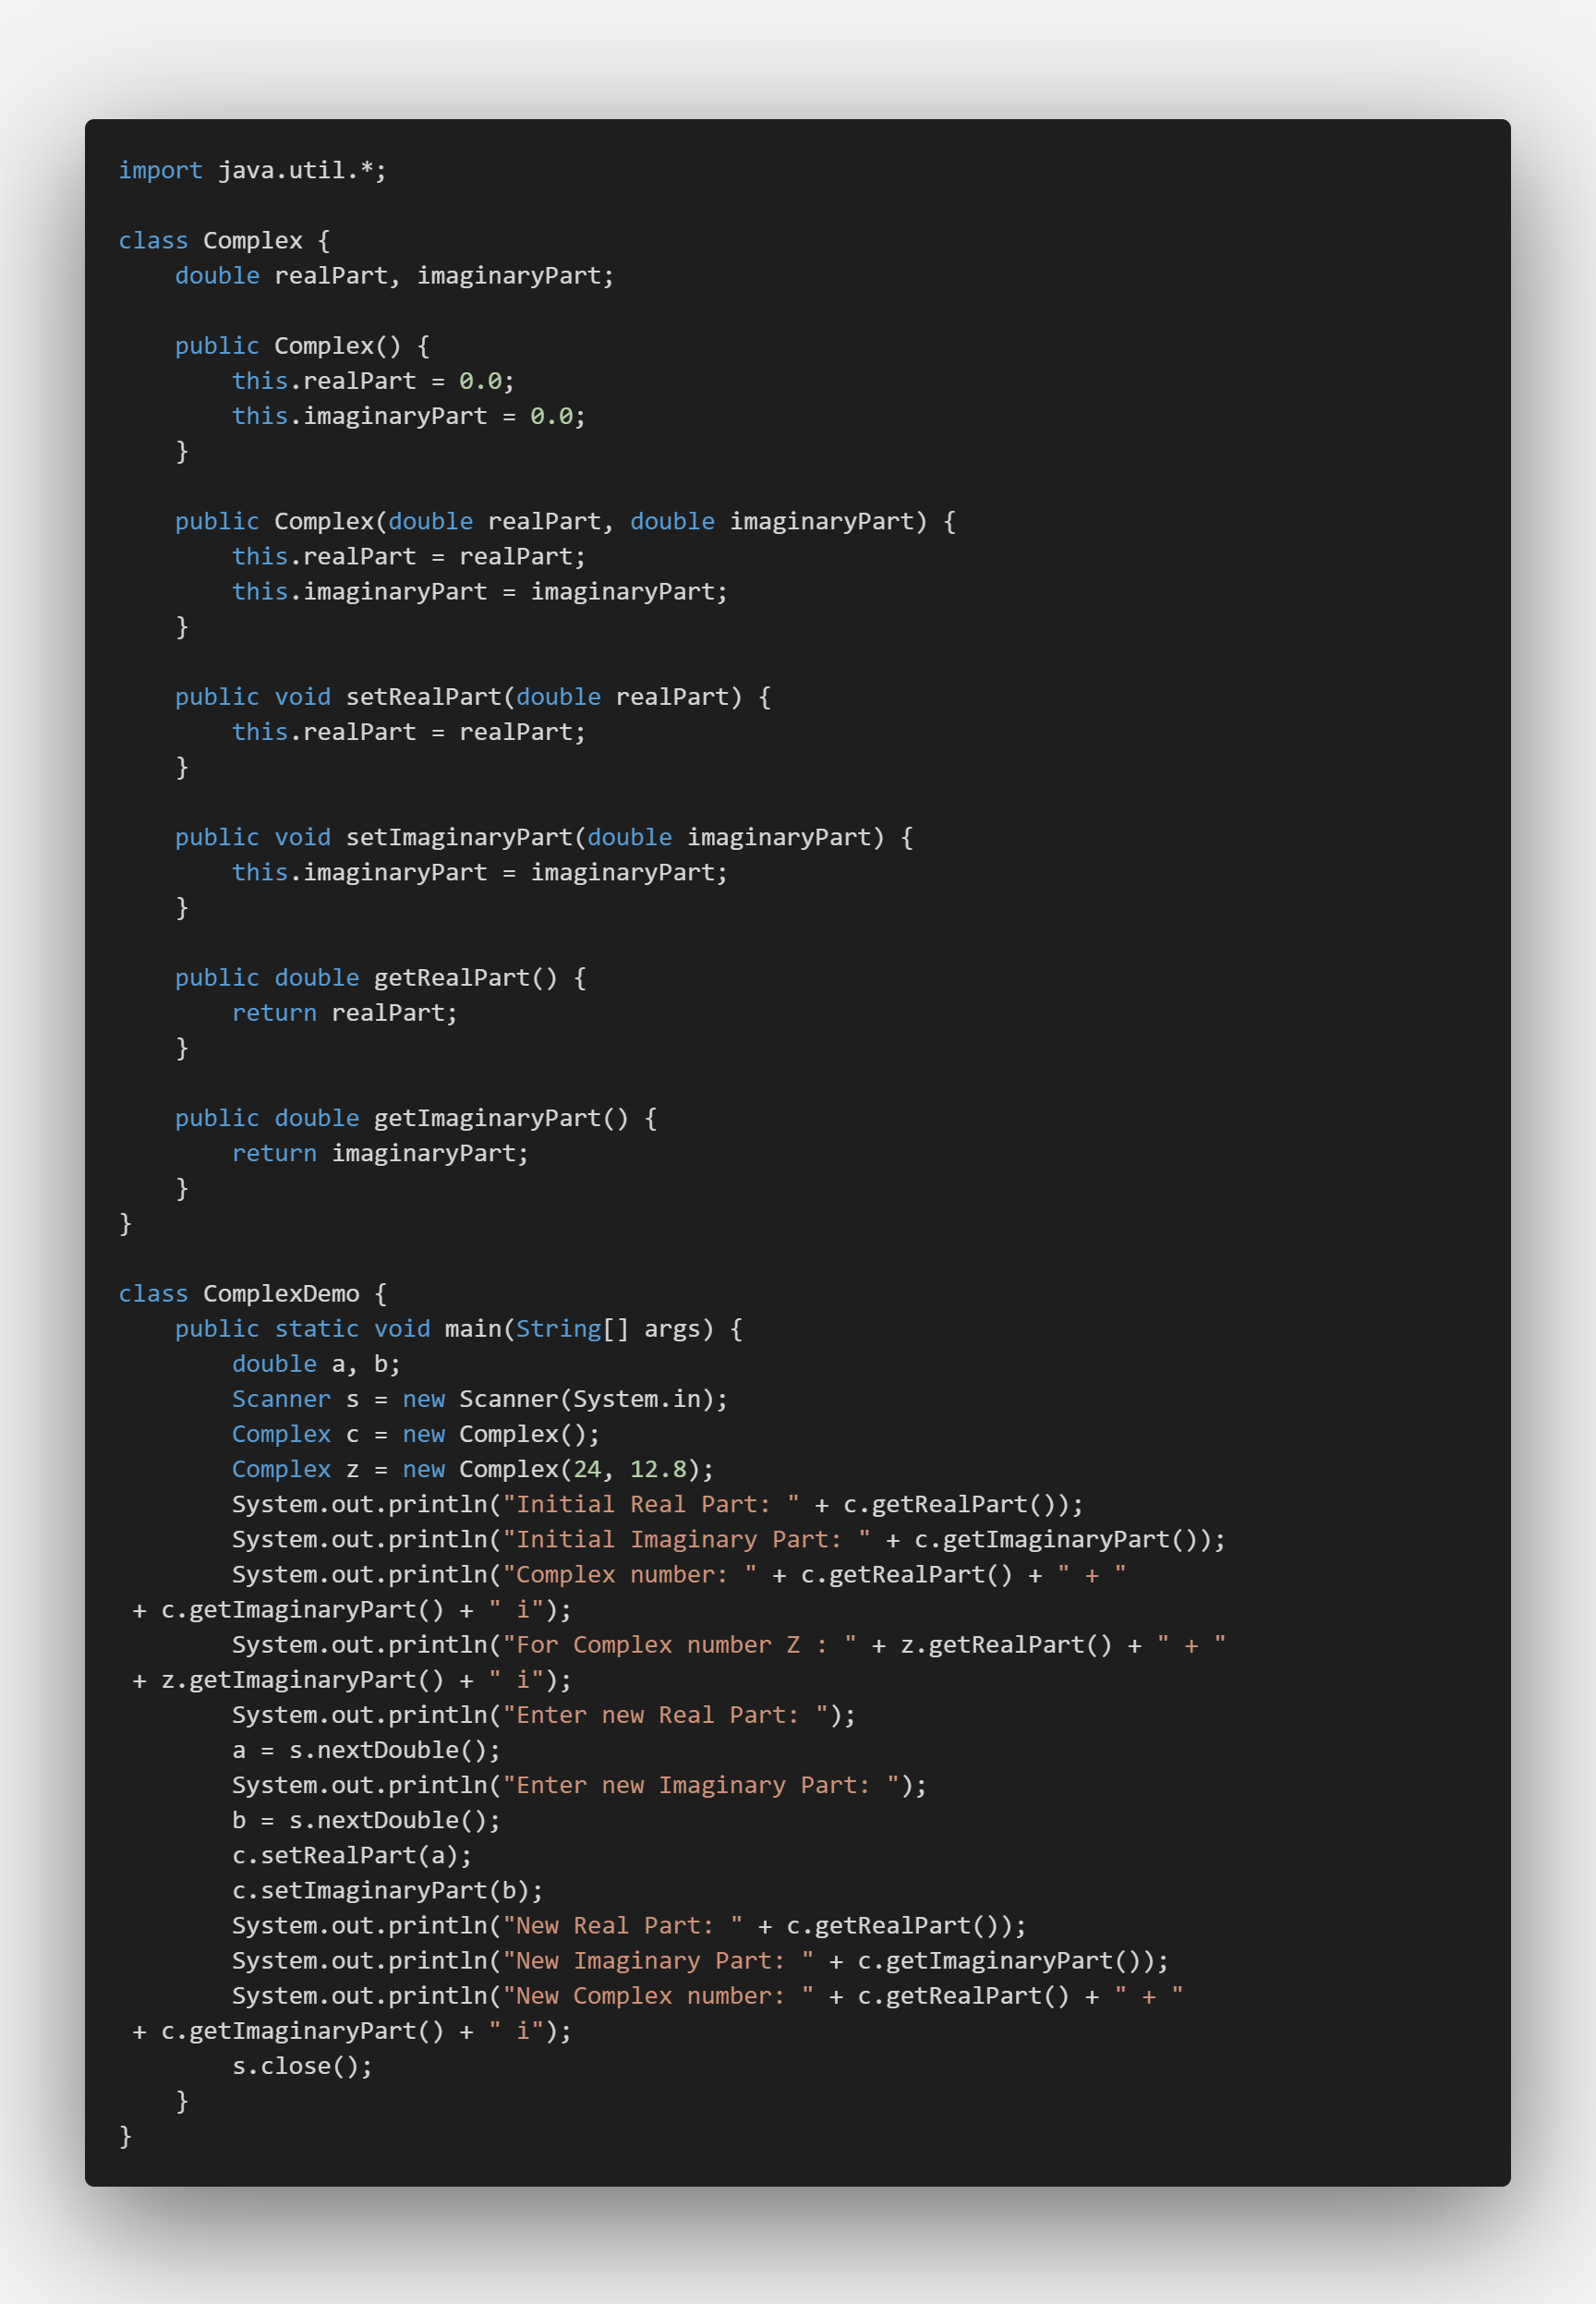 import java.util.*;

class Complex {
    double realPart, imaginaryPart;

    public Complex() {
        this.realPart = 0.0;
        this.imaginaryPart = 0.0;
    }

    public Complex(double realPart, double imaginaryPart) {
        this.realPart = realPart;
        this.imaginaryPart = imaginaryPart;
    }

    public void setRealPart(double realPart) {
        this.realPart = realPart;
    }

    public void setImaginaryPart(double imaginaryPart) {
        this.imaginaryPart = imaginaryPart;
    }

    public double getRealPart() {
        return realPart;
    }

    public double getImaginaryPart() {
        return imaginaryPart;
    }
}

class ComplexDemo {
    public static void main(String[] args) {
        double a, b;
        Scanner s = new Scanner(System.in);
        Complex c = new Complex();
        Complex z = new Complex(24, 12.8);
        System.out.println("Initial Real Part: " + c.getRealPart());
        System.out.println("Initial Imaginary Part: " + c.getImaginaryPart());
        System.out.println("Complex number: " + c.getRealPart() + " + "
 + c.getImaginaryPart() + " i");
        System.out.println("For Complex number Z : " + z.getRealPart() + " + "
 + z.getImaginaryPart() + " i");
        System.out.println("Enter new Real Part: ");
        a = s.nextDouble();
        System.out.println("Enter new Imaginary Part: ");
        b = s.nextDouble();
        c.setRealPart(a);
        c.setImaginaryPart(b);
        System.out.println("New Real Part: " + c.getRealPart());
        System.out.println("New Imaginary Part: " + c.getImaginaryPart());
        System.out.println("New Complex number: " + c.getRealPart() + " + "
 + c.getImaginaryPart() + " i");
        s.close();
    }
}